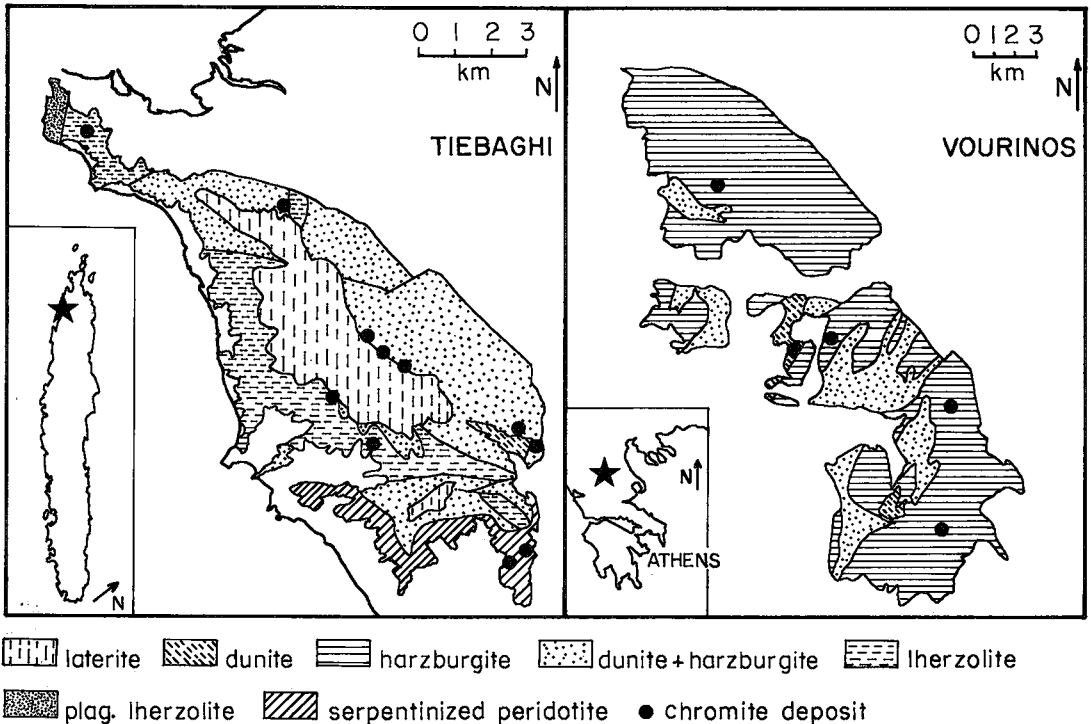 0 1 2 3
km
N
TIEBAGHI
N
0 1 2 3
km
N
VOURINOS
N
ATHENS
laterite
dunite
harzburgite
dunite + harzburgite
lherzolite
plag. lherzolite
serpentinized peridotite
chromite deposit